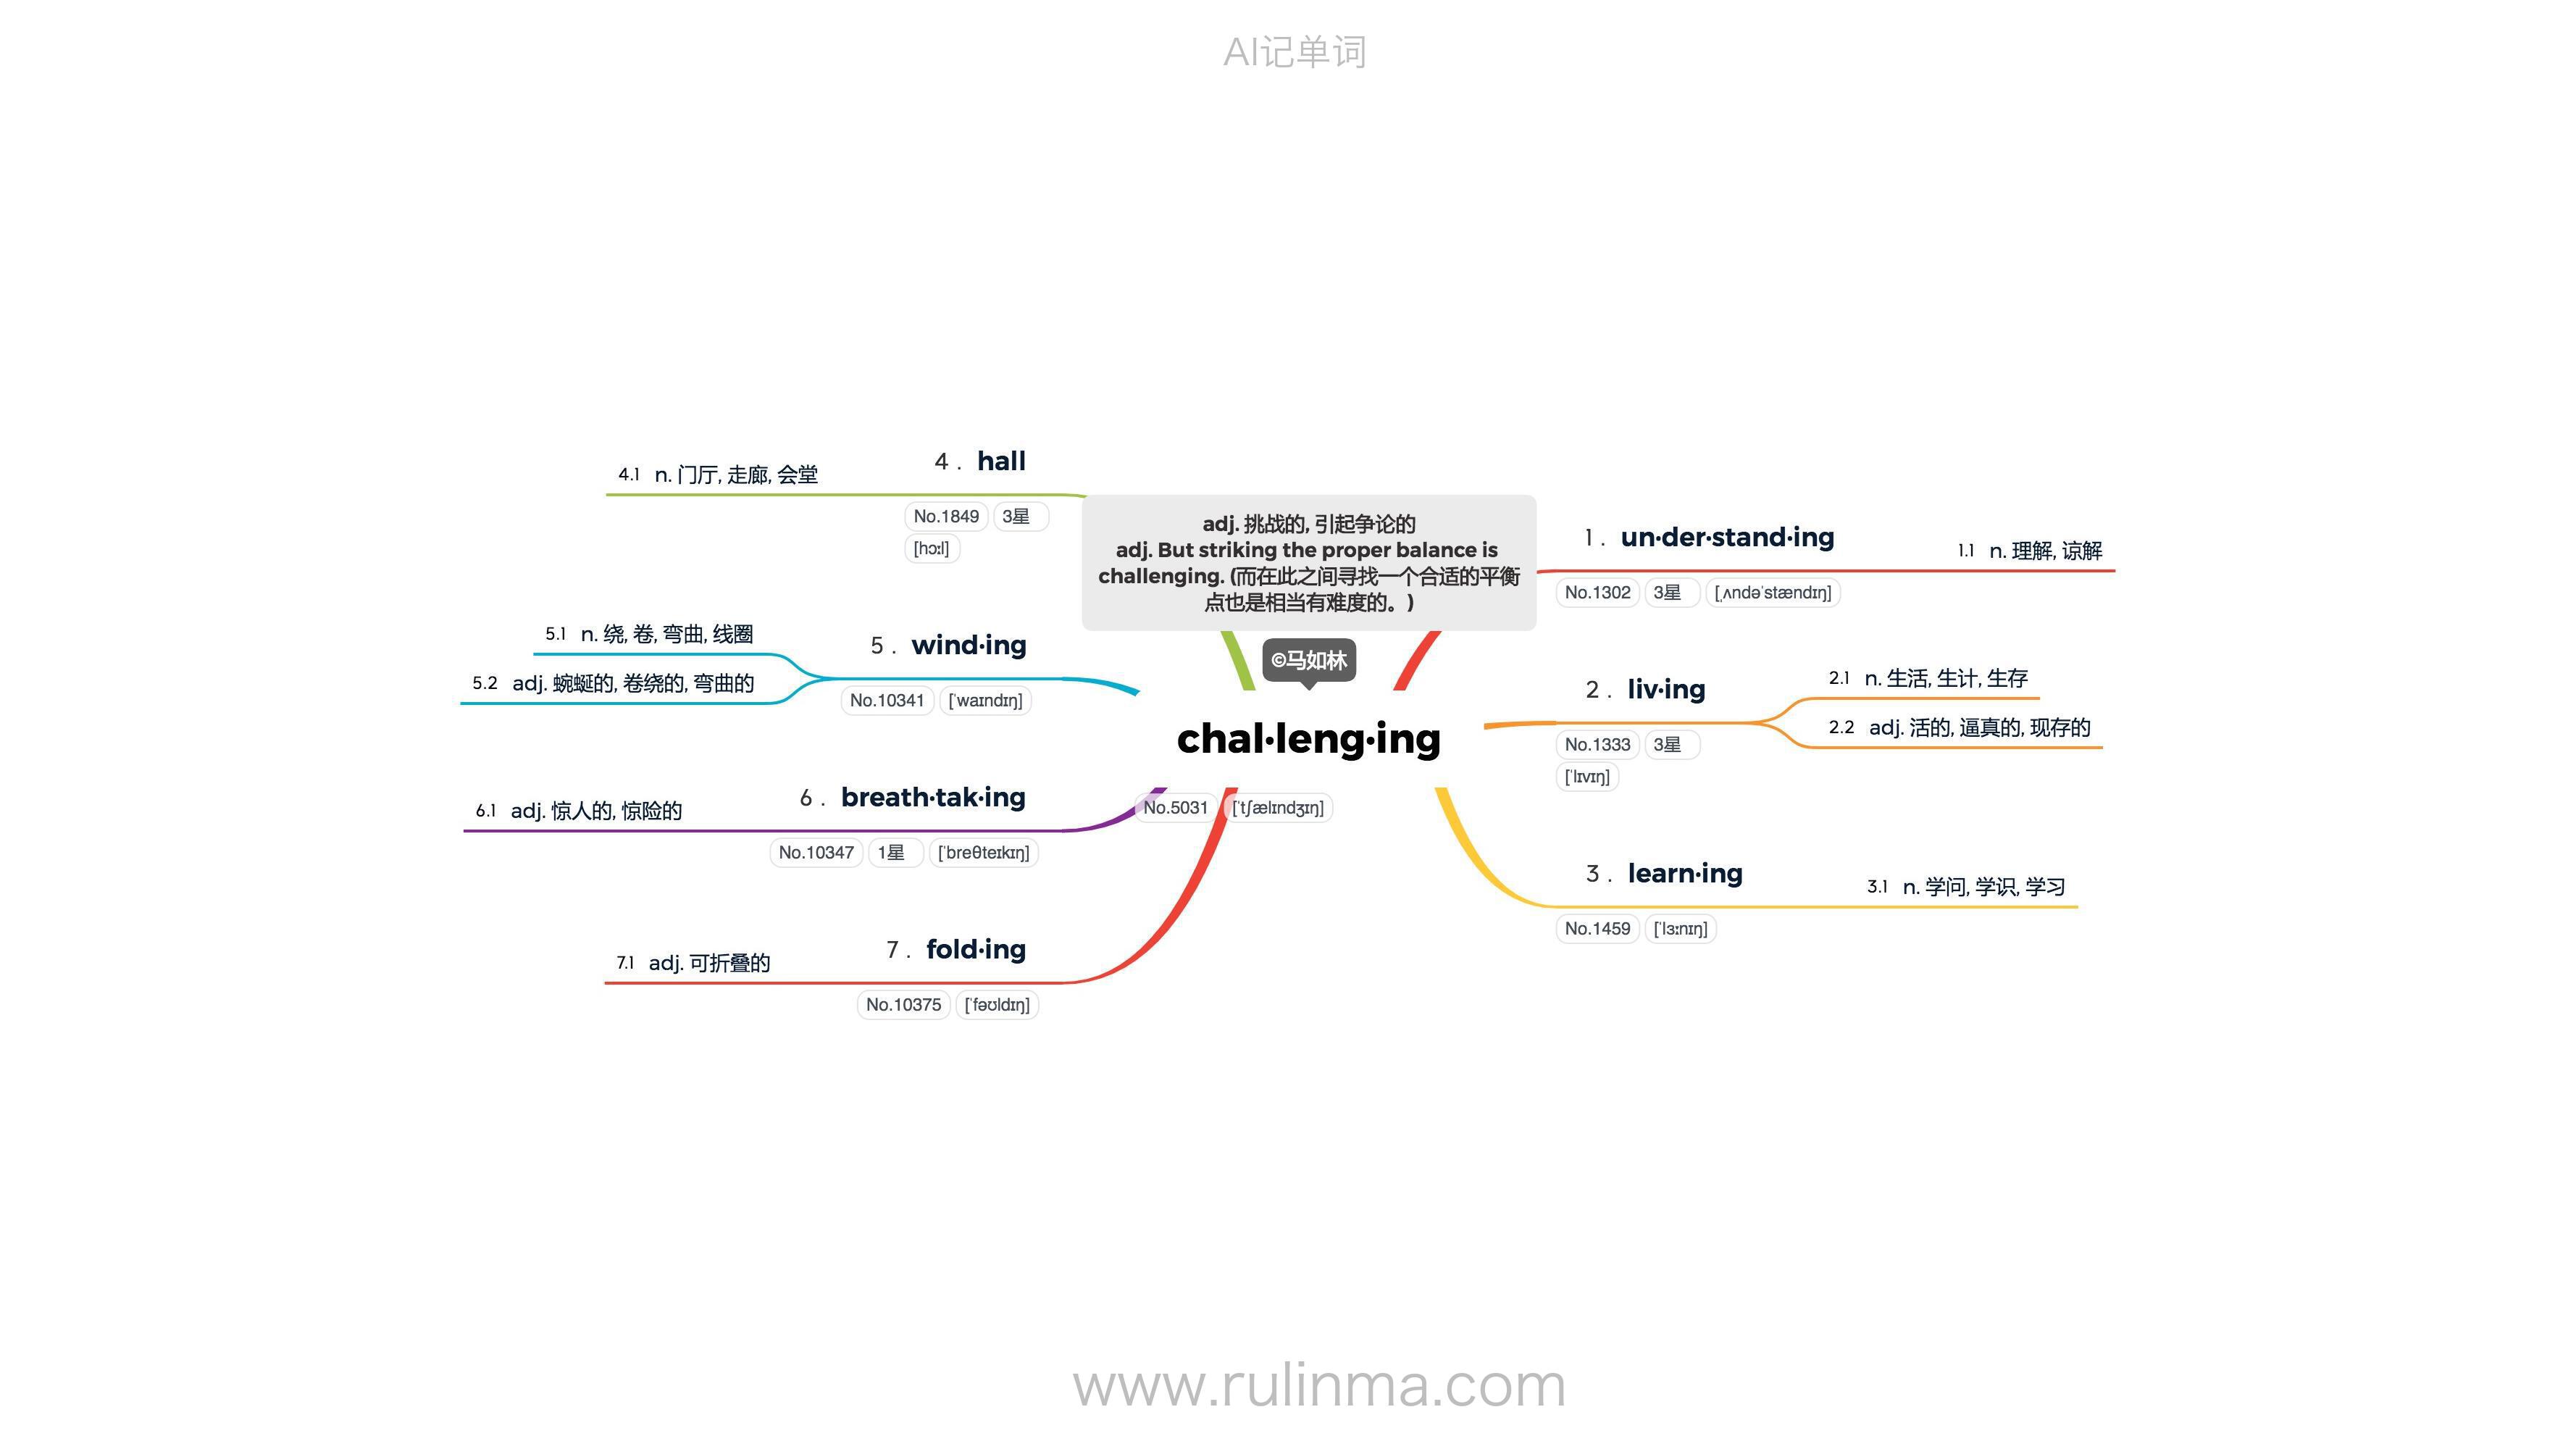 AI记单词
adj. 挑战的, 引起争论的
adj. But striking the proper balance is
challenging. (而在此之间寻找一个合适的平衡
点也是相当有难度的。)
©马如林
chal·leng·ing
No.5031 [ˈtʃælɪndʒɪŋ]
1 . un·der·stand·ing
No.1302 3星 [ˌʌndəˈstændɪŋ]
1.1 n. 理解, 谅解
2 . liv·ing
No.1333 3星
[ˈlɪvɪŋ]
2.1 n. 生活, 生计, 生存
2.2 adj. 活的, 逼真的, 现存的
3 . learn·ing
No.1459 [ˈlɜːnɪŋ]
3.1 n. 学问, 学识, 学习
4 . hall
No.1849 3星
[hɔːl]
4.1 n. 门厅, 走廊, 会堂
5 . wind·ing
No.10341 [ˈwaɪndɪŋ]
5.1 n. 绕, 卷, 弯曲, 线圈
5.2 adj. 蜿蜒的, 卷绕的, 弯曲的
6 . breath·tak·ing
No.10347 1星 [ˈbreθteɪkɪŋ]
6.1 adj. 惊人的, 惊险的
7 . fold·ing
No.10375 [ˈfəʊldɪŋ]
7.1 adj. 可折叠的
www.rulinma.com